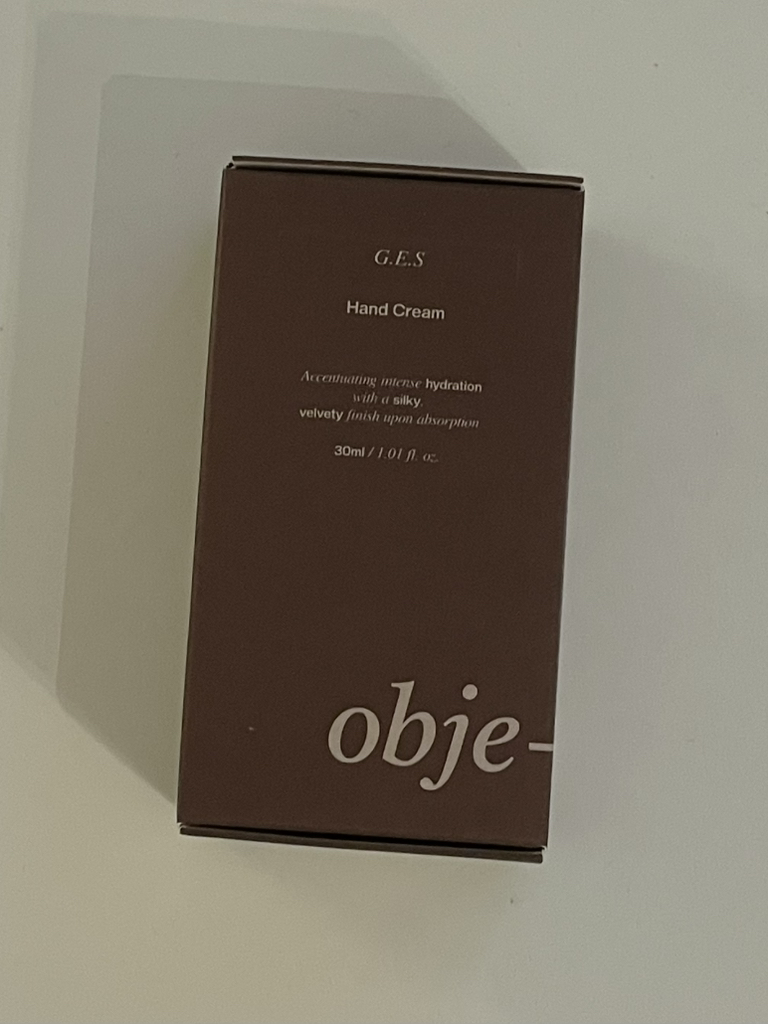 G.E.S
Hand Cream
Accentuating intense hydration
with a silky,
velvety finish upon absorption
30ml / 1.01 fl. oz.
obje-